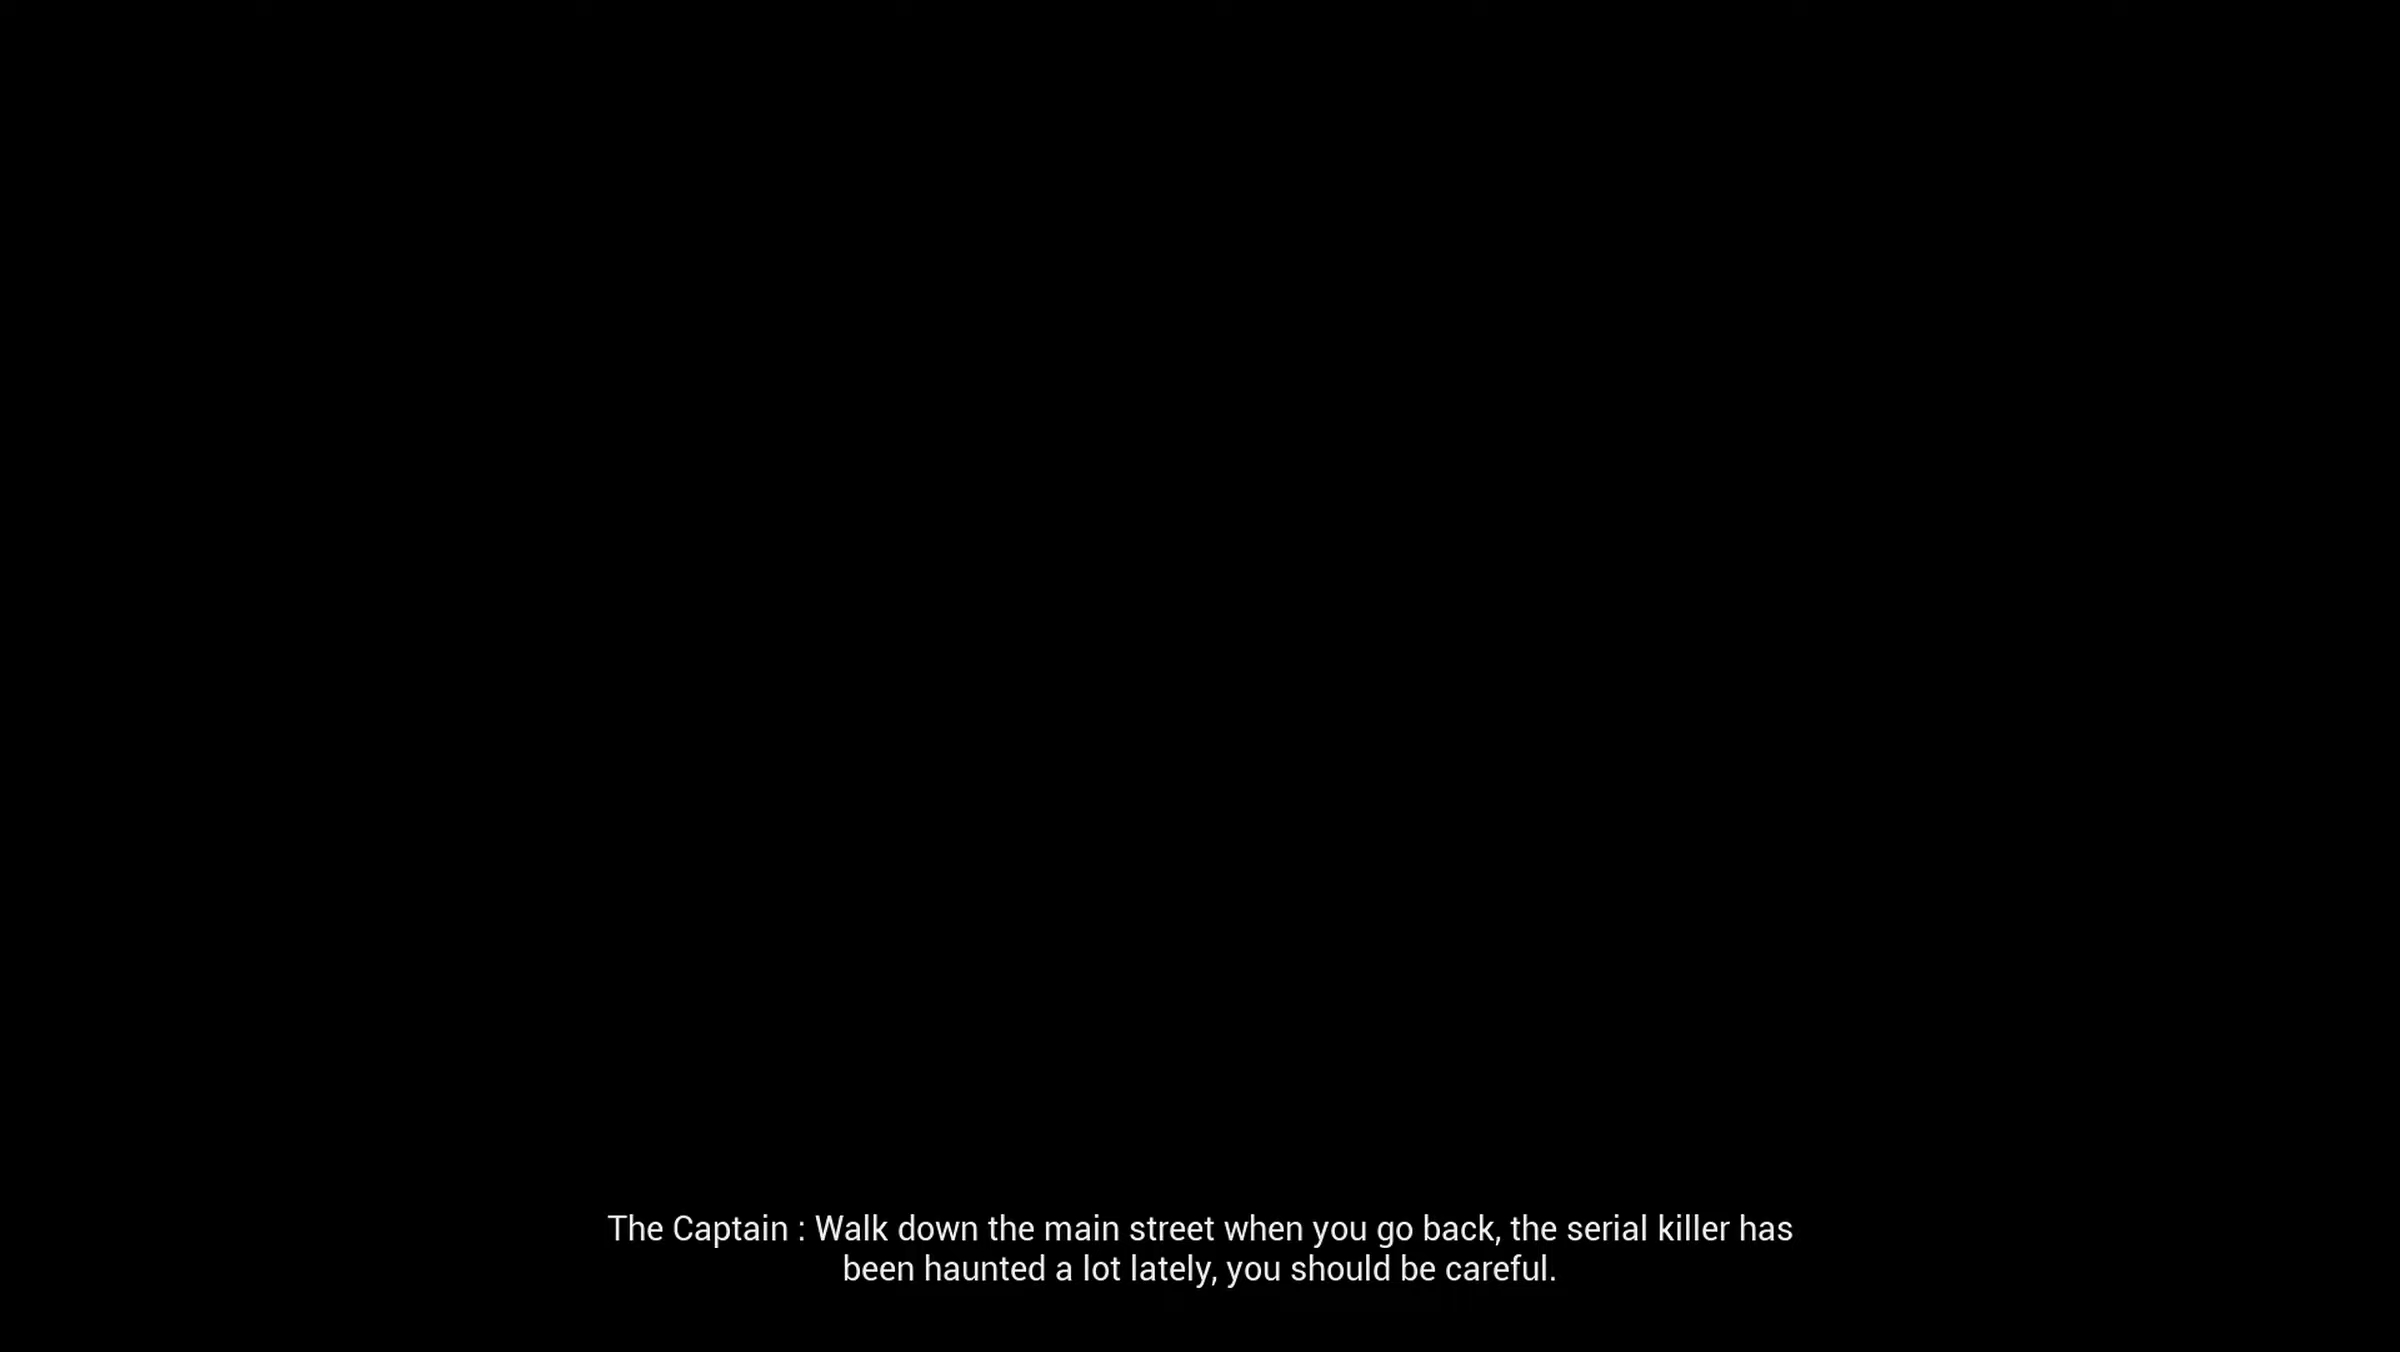 The Captain : Walk down the main street when you go back, the serial killer has
been haunted a lot lately, you should be careful.